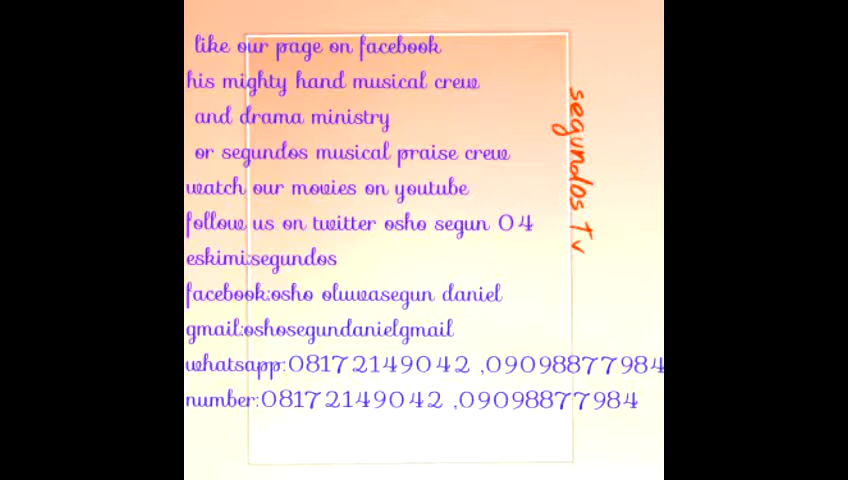 like our page on facebook
his mighty hand musical crew
and drama ministry
or segundos musical praise crew
watch our movies on youtube
follow us on twitter osho segun 04
eskimi:segundos
facebook:osho oluwasegun daniel
gmail:oshosegundanielgmail
whatsapp:08172149042 ,09098877984
number:08172149042 ,09098877984
segundos Tv